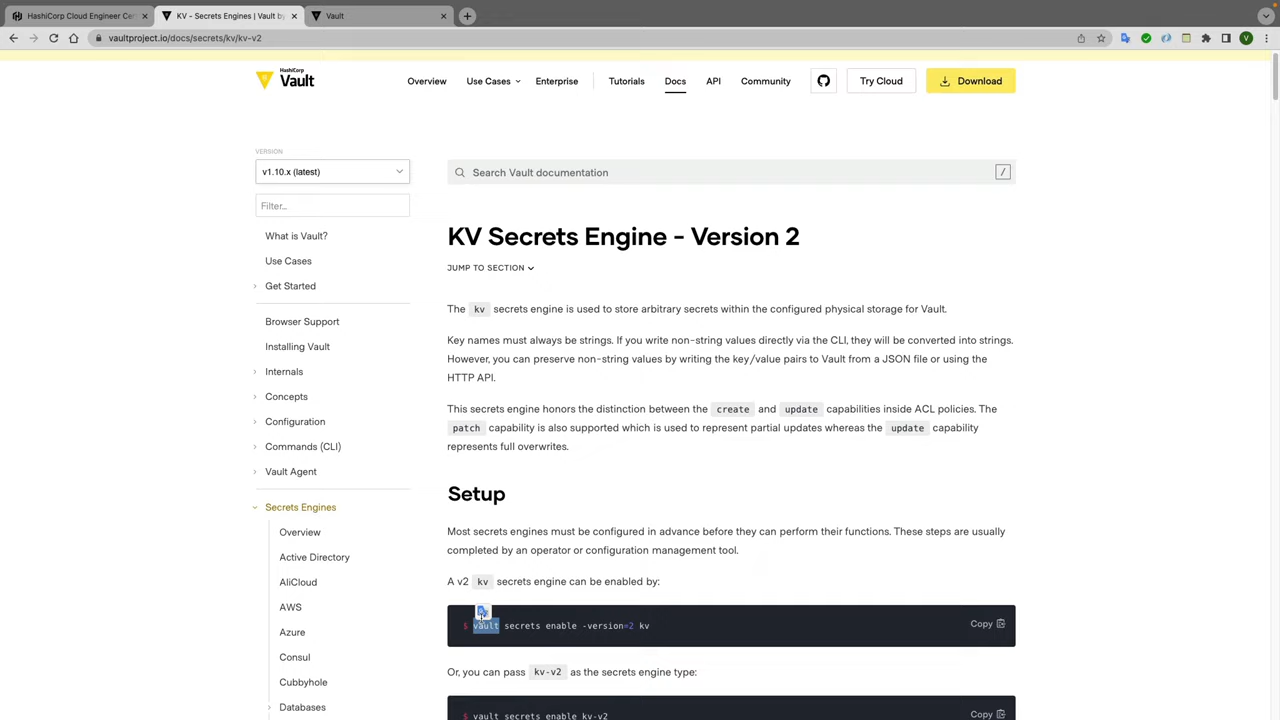 HashiCorp Cloud Engineer Cer
KV - Secrets Engines | Vault by
Vault
vaultproject.io/docs/secrets/kv/kv-v2
V
HashiCorp
Vault
Overview
Use Cases
Enterprise
Tutorials
Docs
API
Community
Try Cloud
Download
VERSION
v1.10.x (latest)
Search Vault documentation
/
Filter...
What is Vault?
Use Cases
Get Started
Browser Support
Installing Vault
Internals
Concepts
Configuration
Commands (CLI)
Vault Agent
Secrets Engines
Overview
Active Directory
AliCloud
AWS
Azure
Consul
Cubbyhole
Databases
KV Secrets Engine - Version 2
JUMP TO SECTION
The kv secrets engine is used to store arbitrary secrets within the configured physical storage for Vault.
Key names must always be strings. If you write non-string values directly via the CLI, they will be converted into strings.
However, you can preserve non-string values by writing the key/value pairs to Vault from a JSON file or using the
HTTP API.
This secrets engine honors the distinction between the create and update capabilities inside ACL policies. The
patch capability is also supported which is used to represent partial updates whereas the update capability
represents full overwrites.
Setup
Most secrets engines must be configured in advance before they can perform their functions. These steps are usually
completed by an operator or configuration management tool.
A v2 kv secrets engine can be enabled by:
$ vault secrets enable -version=2 kv
Copy
Or, you can pass kv-v2 as the secrets engine type:
$ vault secrets enable kv-v2
Copy